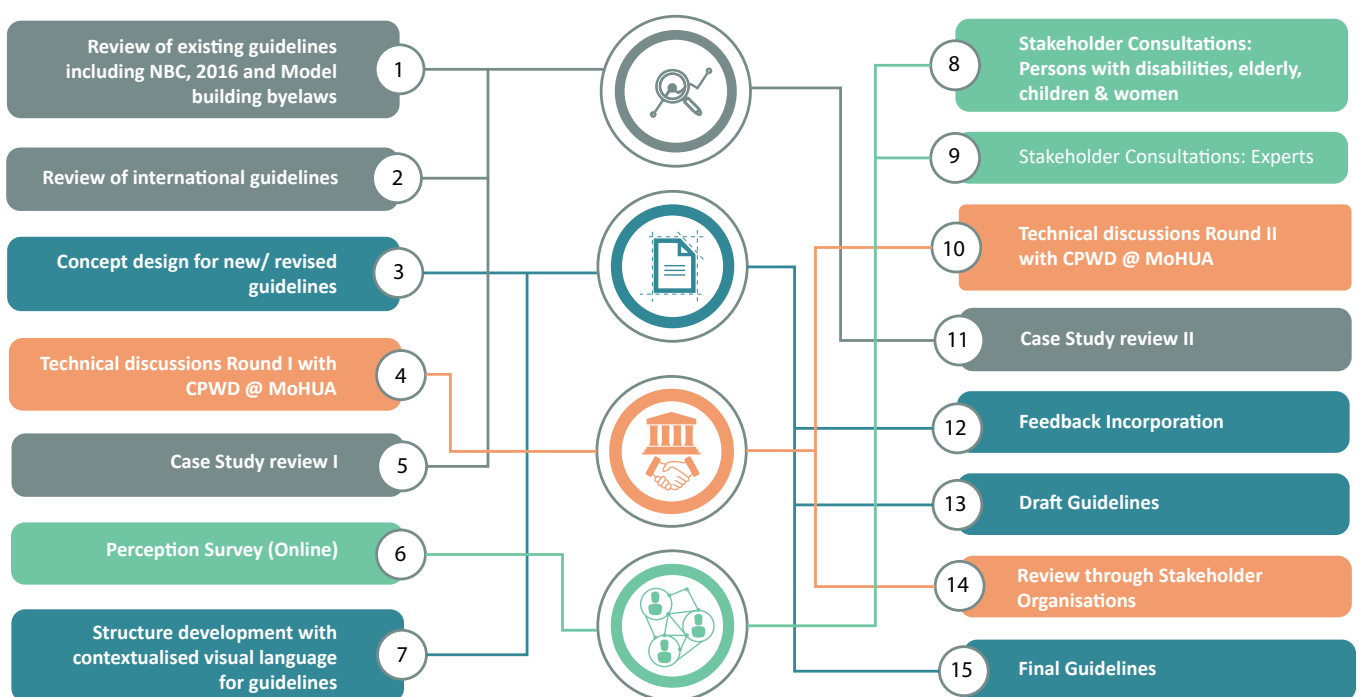 Review of existing guidelines
including NBC, 2016 and Model
building byelaws
1
Review of international guidelines
2
Concept design for new/ revised
guidelines
3
Technical discussions Round I with
CPWD @ MoHUA
4
Case Study review I
5
Perception Survey (Online)
6
Structure development with
contextualised visual language
for guidelines
7
8
Stakeholder Consultations:
Persons with disabilities, elderly,
children & women
9
Stakeholder Consultations: Experts
10
Technical discussions Round II
with CPWD @ MoHUA
11
Case Study review II
12
Feedback Incorporation
13
Draft Guidelines
14
Review through Stakeholder
Organisations
15
Final Guidelines